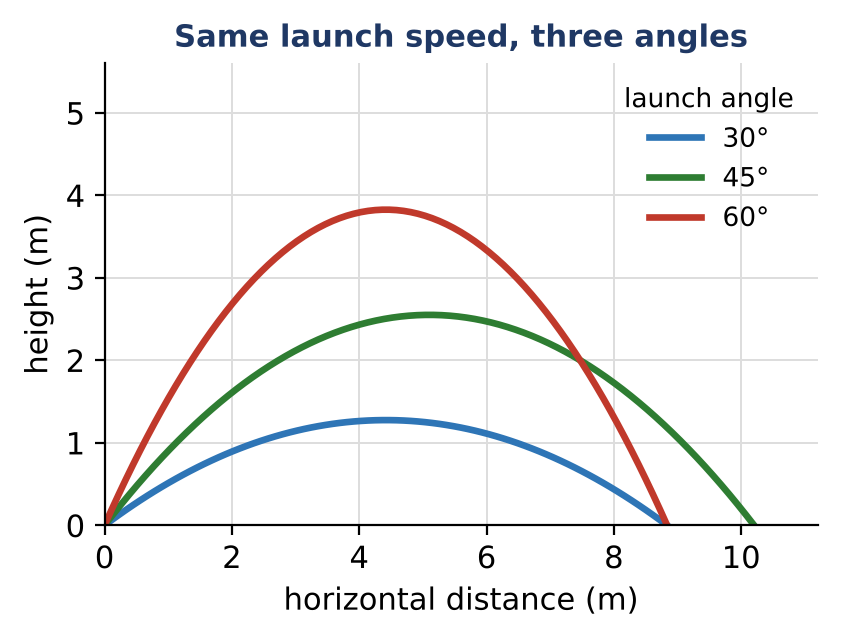 Same launch speed, three angles
launch angle
30°
45°
60°
height (m)
5
4
3
2
1
0
0 2 4 6 8 10
horizontal distance (m)